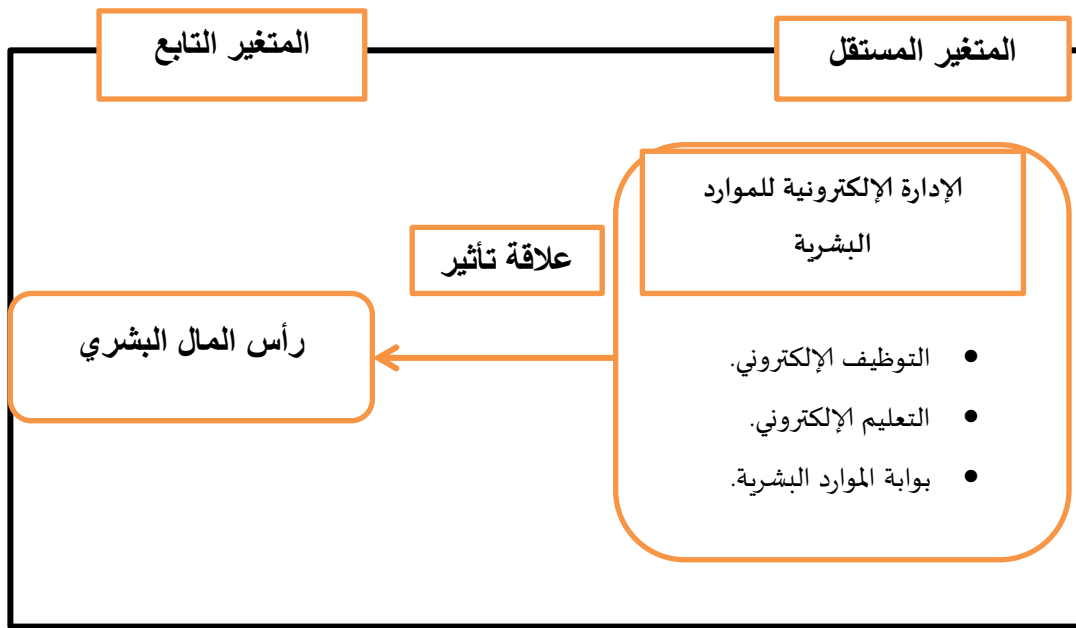 المتغير المستقل
المتغير التابع
الإدارة الإلكترونية للموارد
البشرية
علاقة تأثير
رأس المال البشري
● التوظيف الإلكتروني.
● التعليم الإلكتروني.
● بوابة الموارد البشرية.